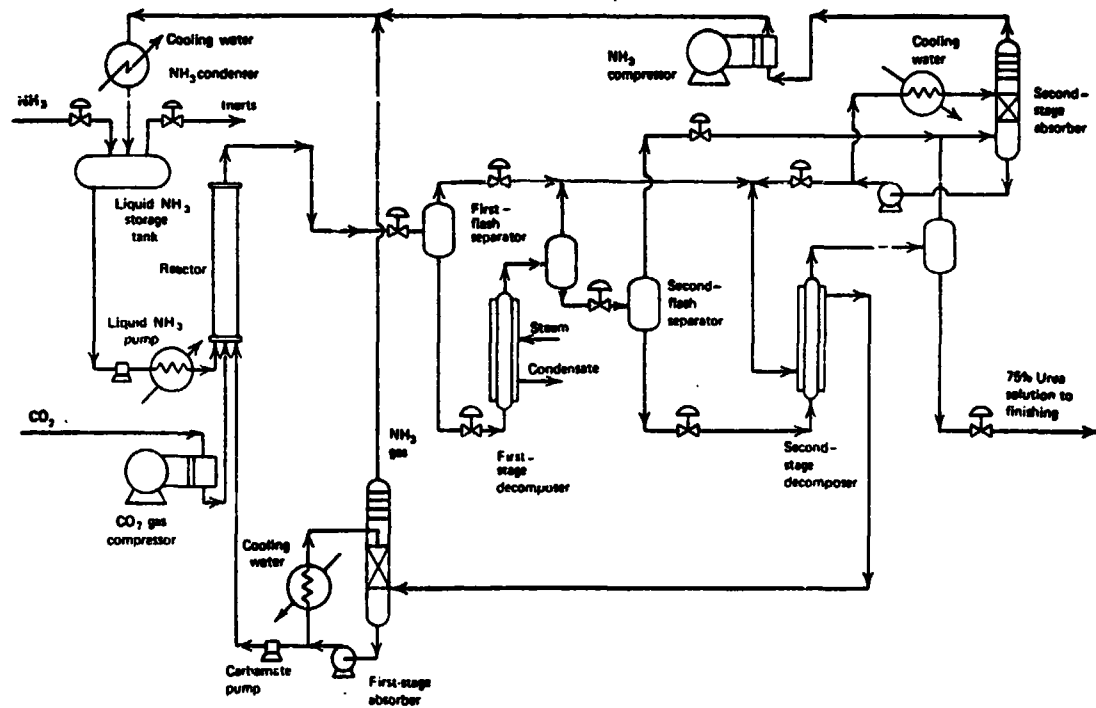 Cooling water
NH3 condenser
NH3
Inerts
Liquid NH3
storage
tank
Reactor
Liquid NH3
pump
CO2
CO2 gas
compressor
Cooling
water
Carbamate
pump
First-stage
absorber
NH3
gas
First-
flash
separator
Steam
Condensate
First-
stage
decomposer
Second-
flash
separator
Second-
stage
decomposer
NH3
compressor
Cooling
water
Second-
stage
absorber
75% Urea
solution to
finishing